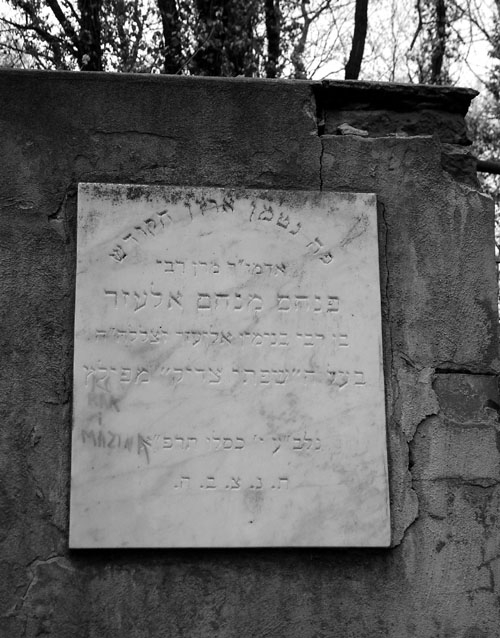 פה נטמן ארון הקודש
אדמו״ר מרן רבי
פנחס מנחם אלעזר
בן רבי בנימין אליעזר זצללה״ה
בעל ה״שפתי צדיק״ מפילץ
נלב״ע י׳ כסלו תרפ״א
ת. נ. צ. ב. ה.